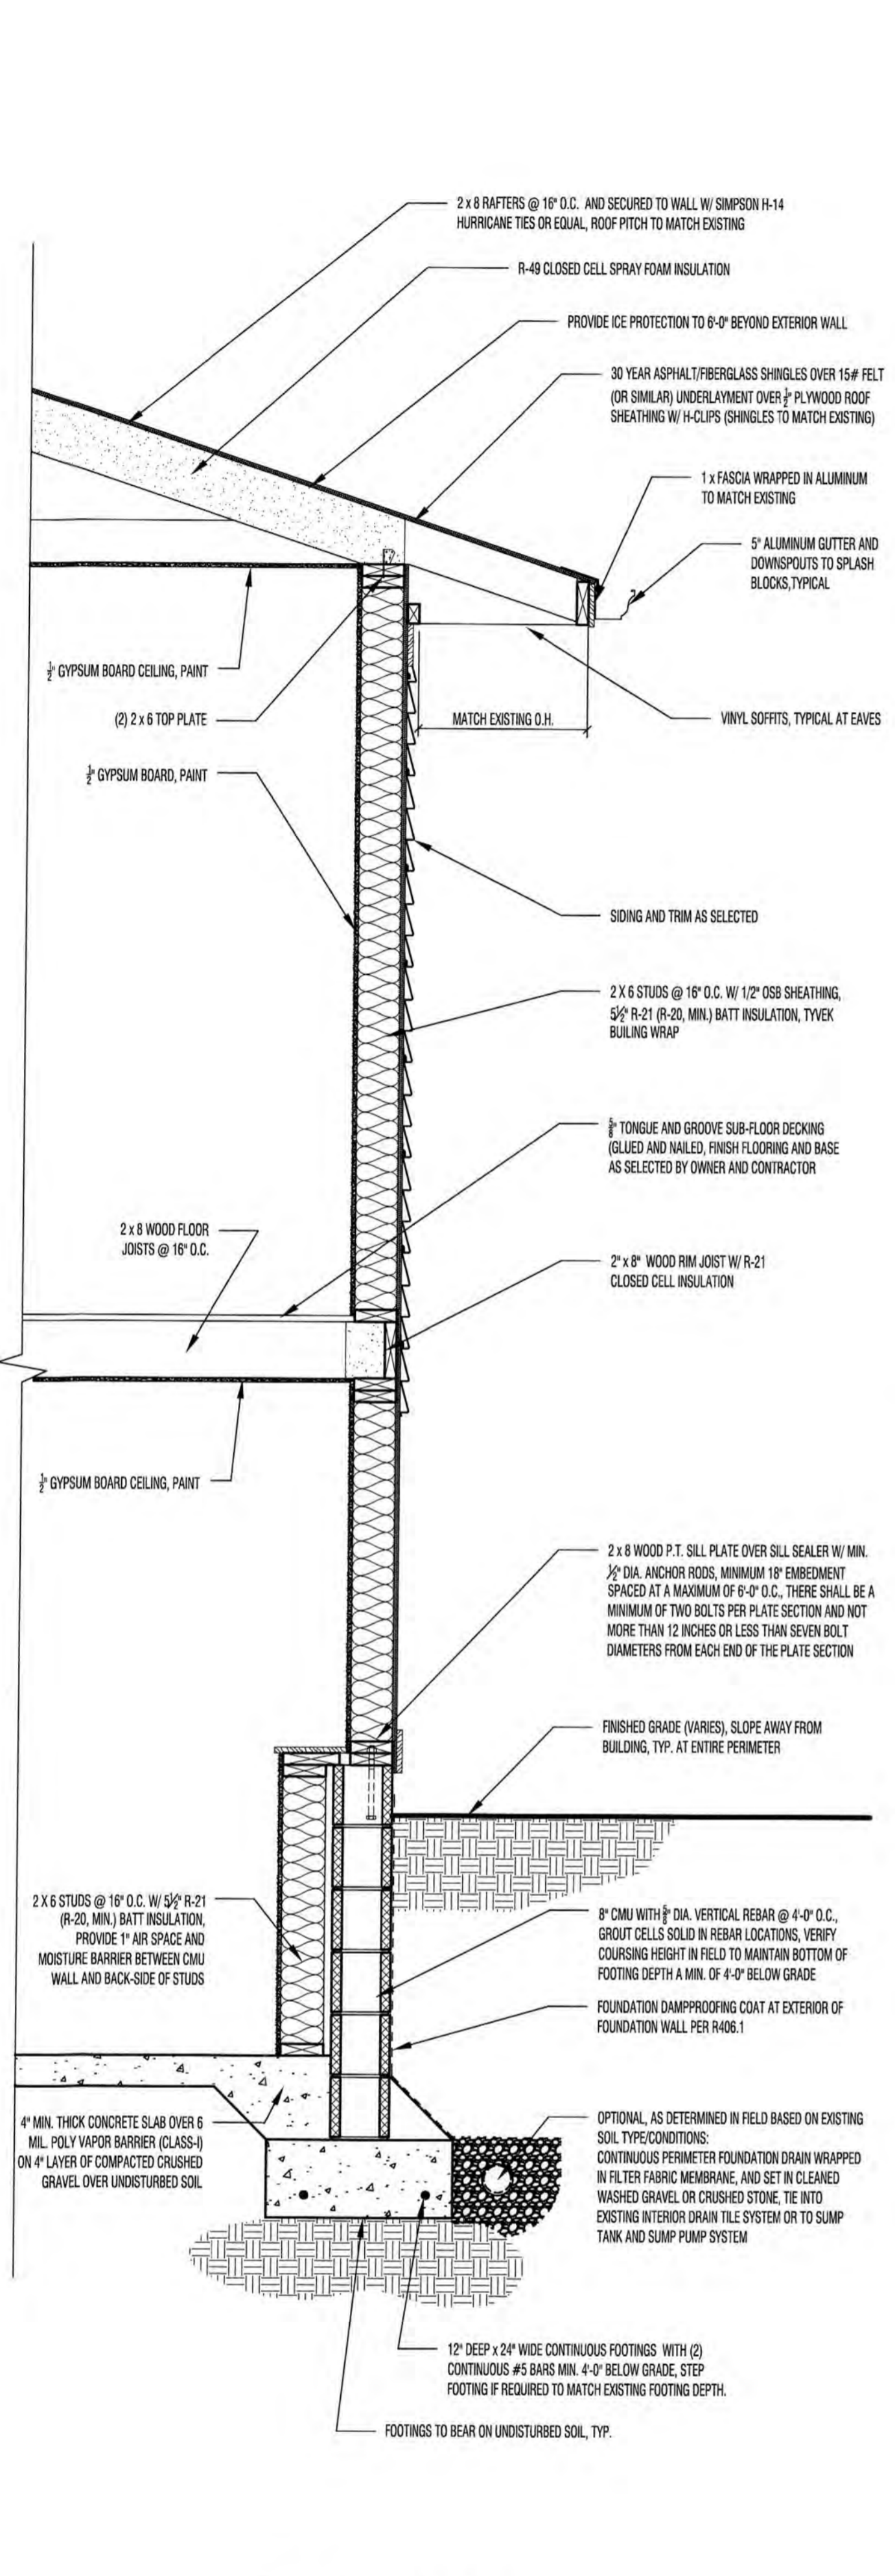 2 x 8 RAFTERS @ 16" O.C. AND SECURED TO WALL W/ SIMPSON H-14
HURRICANE TIES OR EQUAL, ROOF PITCH TO MATCH EXISTING
R-49 CLOSED CELL SPRAY FOAM INSULATION
PROVIDE ICE PROTECTION TO 6'-0" BEYOND EXTERIOR WALL
30 YEAR ASPHALT/FIBERGLASS SHINGLES OVER 15# FELT
(OR SIMILAR) UNDERLAYMENT OVER ½" PLYWOOD ROOF
SHEATHING W/ H-CLIPS (SHINGLES TO MATCH EXISTING)
1 x FASCIA WRAPPED IN ALUMINUM
TO MATCH EXISTING
5" ALUMINUM GUTTER AND
DOWNSPOUTS TO SPLASH
BLOCKS,TYPICAL
½" GYPSUM BOARD CEILING, PAINT
(2) 2 x 6 TOP PLATE
MATCH EXISTING O.H.
VINYL SOFFITS, TYPICAL AT EAVES
½" GYPSUM BOARD, PAINT
SIDING AND TRIM AS SELECTED
2 X 6 STUDS @ 16" O.C. W/ 1/2" OSB SHEATHING,
5½" R-21 (R-20, MIN.) BATT INSULATION, TYVEK
BUILING WRAP
⅝" TONGUE AND GROOVE SUB-FLOOR DECKING
(GLUED AND NAILED, FINISH FLOORING AND BASE
AS SELECTED BY OWNER AND CONTRACTOR
2 x 8 WOOD FLOOR
JOISTS @ 16" O.C.
2" x 8" WOOD RIM JOIST W/ R-21
CLOSED CELL INSULATION
½" GYPSUM BOARD CEILING, PAINT
2 x 8 WOOD P.T. SILL PLATE OVER SILL SEALER W/ MIN.
½" DIA. ANCHOR RODS, MINIMUM 18" EMBEDMENT
SPACED AT A MAXIMUM OF 6'-0" O.C., THERE SHALL BE A
MINIMUM OF TWO BOLTS PER PLATE SECTION AND NOT
MORE THAN 12 INCHES OR LESS THAN SEVEN BOLT
DIAMETERS FROM EACH END OF THE PLATE SECTION
FINISHED GRADE (VARIES), SLOPE AWAY FROM
BUILDING, TYP. AT ENTIRE PERIMETER
2 X 6 STUDS @ 16" O.C. W/ 5½" R-21
(R-20, MIN.) BATT INSULATION,
PROVIDE 1" AIR SPACE AND
MOISTURE BARRIER BETWEEN CMU
WALL AND BACK-SIDE OF STUDS
8" CMU WITH ⅝" DIA. VERTICAL REBAR @ 4'-0" O.C.,
GROUT CELLS SOLID IN REBAR LOCATIONS, VERIFY
COURSING HEIGHT IN FIELD TO MAINTAIN BOTTOM OF
FOOTING DEPTH A MIN. OF 4'-0" BELOW GRADE
FOUNDATION DAMPPROOFING COAT AT EXTERIOR OF
FOUNDATION WALL PER R406.1
4" MIN. THICK CONCRETE SLAB OVER 6
MIL. POLY VAPOR BARRIER (CLASS-I)
ON 4" LAYER OF COMPACTED CRUSHED
GRAVEL OVER UNDISTURBED SOIL
OPTIONAL, AS DETERMINED IN FIELD BASED ON EXISTING
SOIL TYPE/CONDITIONS:
CONTINUOUS PERIMETER FOUNDATION DRAIN WRAPPED
IN FILTER FABRIC MEMBRANE, AND SET IN CLEANED
WASHED GRAVEL OR CRUSHED STONE, TIE INTO
EXISTING INTERIOR DRAIN TILE SYSTEM OR TO SUMP
TANK AND SUMP PUMP SYSTEM
12" DEEP x 24" WIDE CONTINUOUS FOOTINGS WITH (2)
CONTINUOUS #5 BARS MIN. 4'-0" BELOW GRADE, STEP
FOOTING IF REQUIRED TO MATCH EXISTING FOOTING DEPTH.
FOOTINGS TO BEAR ON UNDISTURBED SOIL, TYP.